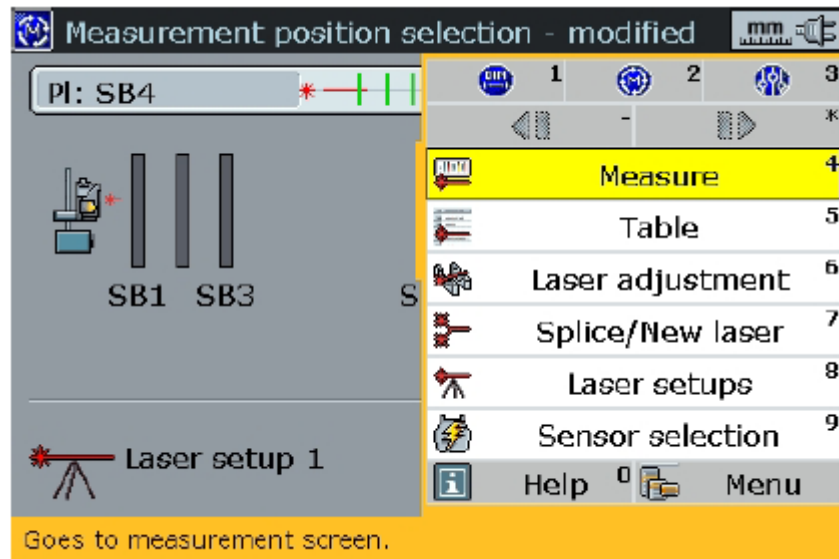 Measurement position selection - modified
mm
Pl: SB4
1
2
3
-
*
Measure 4
Table 5
Laser adjustment 6
Splice/New laser 7
Laser setups 8
Sensor selection 9
Help 0 Menu
SB1 SB3 S
Laser setup 1
Goes to measurement screen.